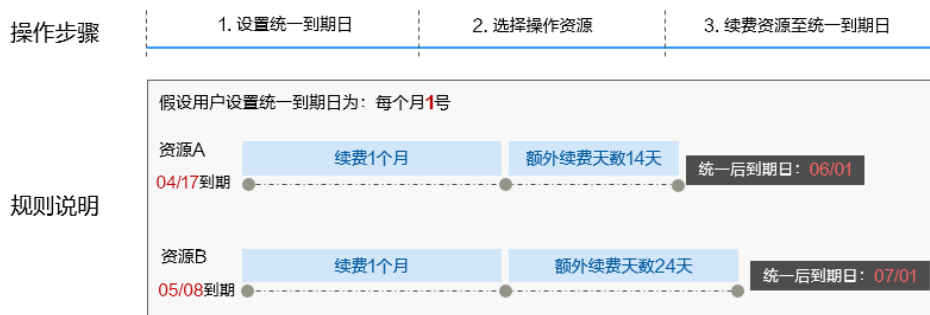 操作步骤
1. 设置统一到期日
2. 选择操作资源
3. 续费资源至统一到期日
规则说明
假设用户设置统一到期日为：每个月1号
资源A
04/17到期
续费1个月
额外续费天数14天
统一后到期日：06/01
资源B
05/08到期
续费1个月
额外续费天数24天
统一后到期日：07/01